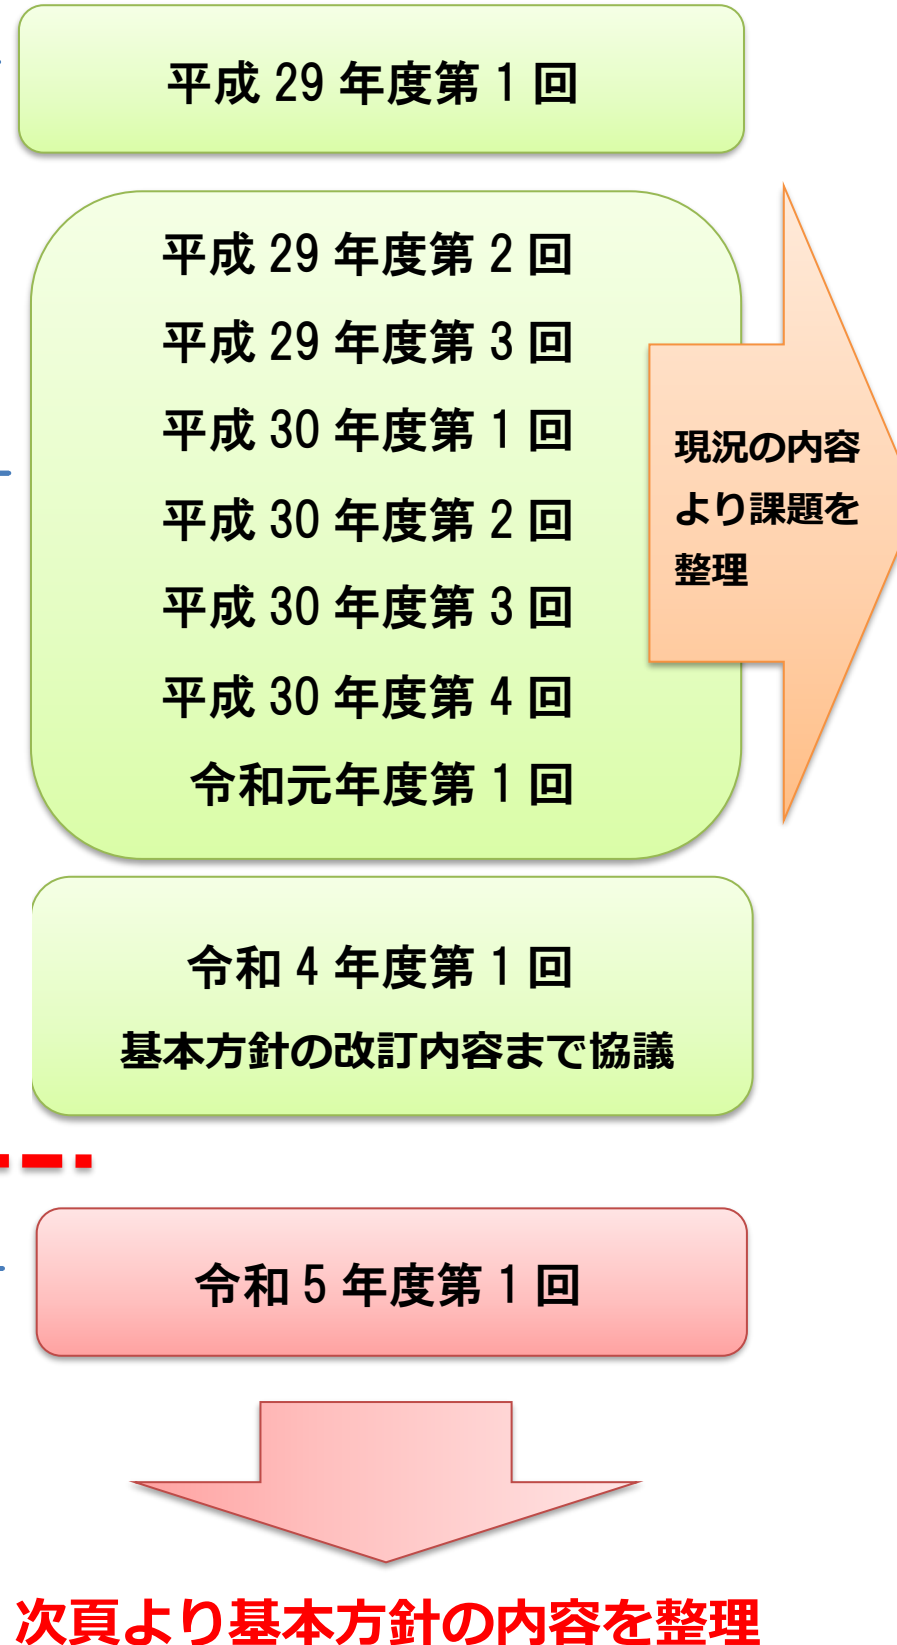 平成 29 年度第 1 回
平成 29 年度第 2 回
平成 29 年度第 3 回
平成 30 年度第 1 回
平成 30 年度第 2 回
平成 30 年度第 3 回
平成 30 年度第 4 回
令和元年度第 1 回
現況の内容
より課題を
整理
令和 4 年度第 1 回
基本方針の改訂内容まで協議
令和 5 年度第 1 回
次頁より基本方針の内容を整理